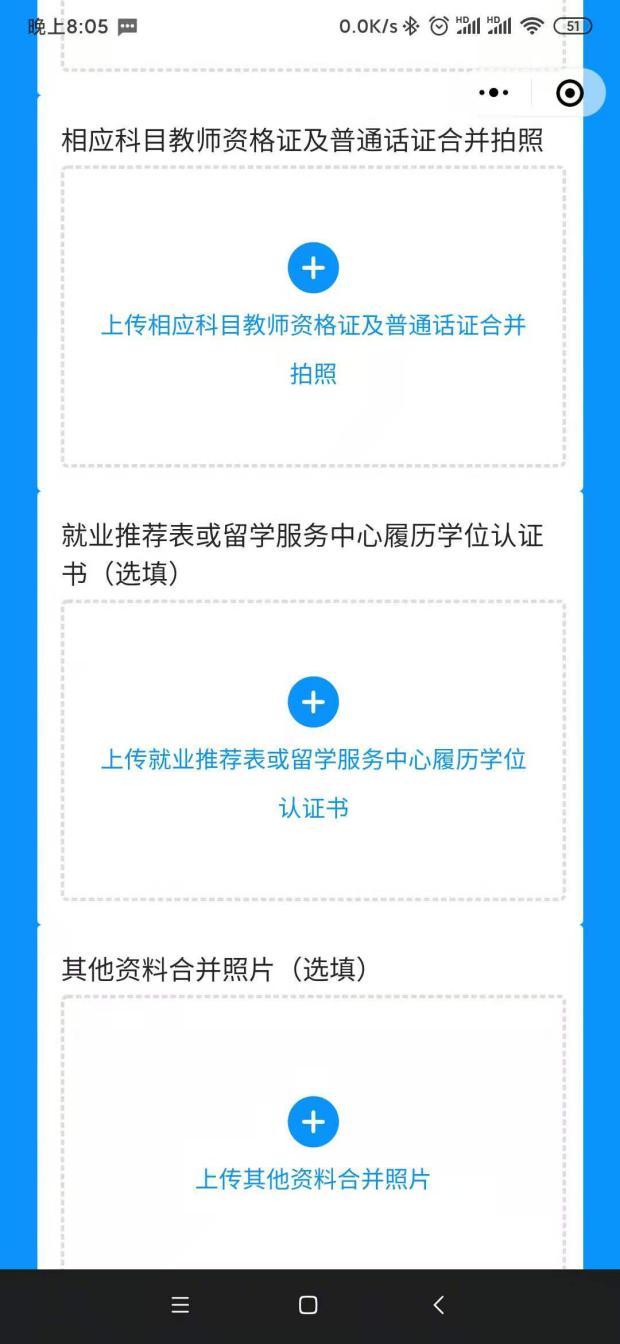 晚上8:05
0.0K/s HD HD 51
相应科目教师资格证及普通话证合并拍照
上传相应科目教师资格证及普通话证合并
拍照
就业推荐表或留学服务中心履历学位认证
书（选填）
上传就业推荐表或留学服务中心履历学位
认证书
其他资料合并照片（选填）
上传其他资料合并照片